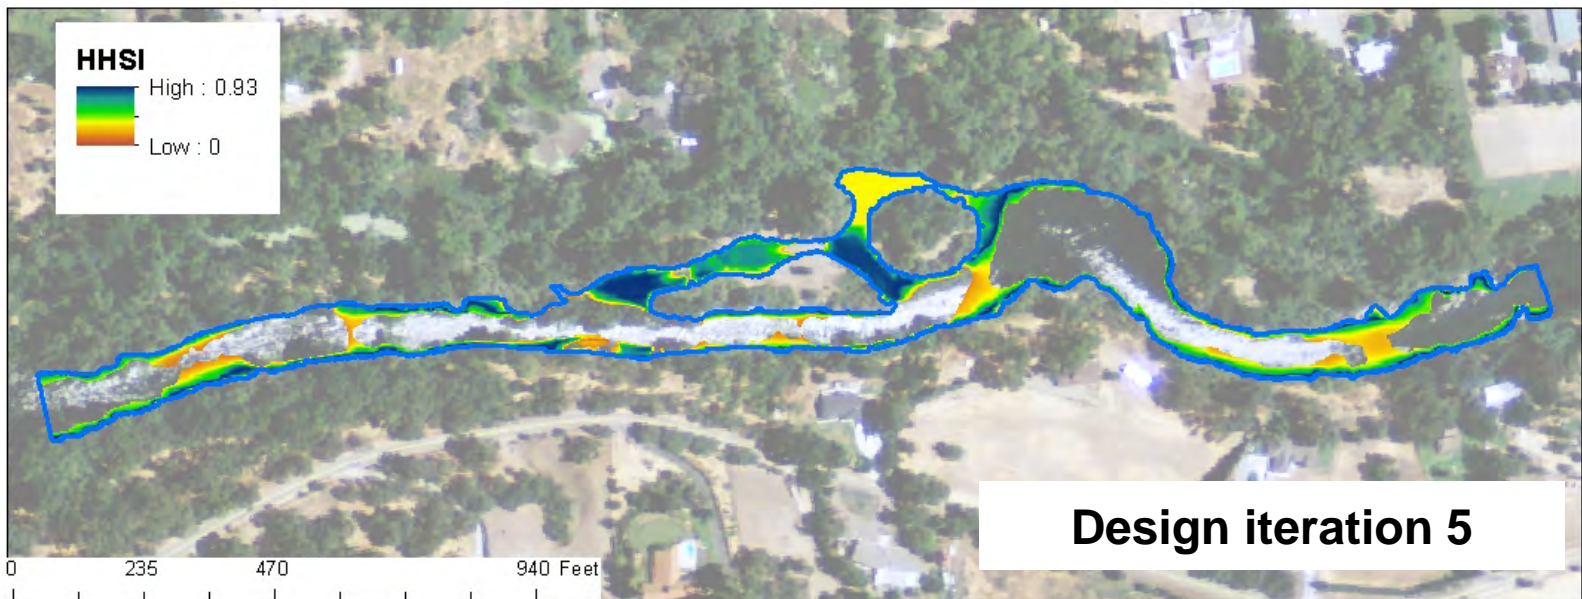 HHSI
High : 0.93
Low : 0
Design iteration 5
0 235 470 940 Feet